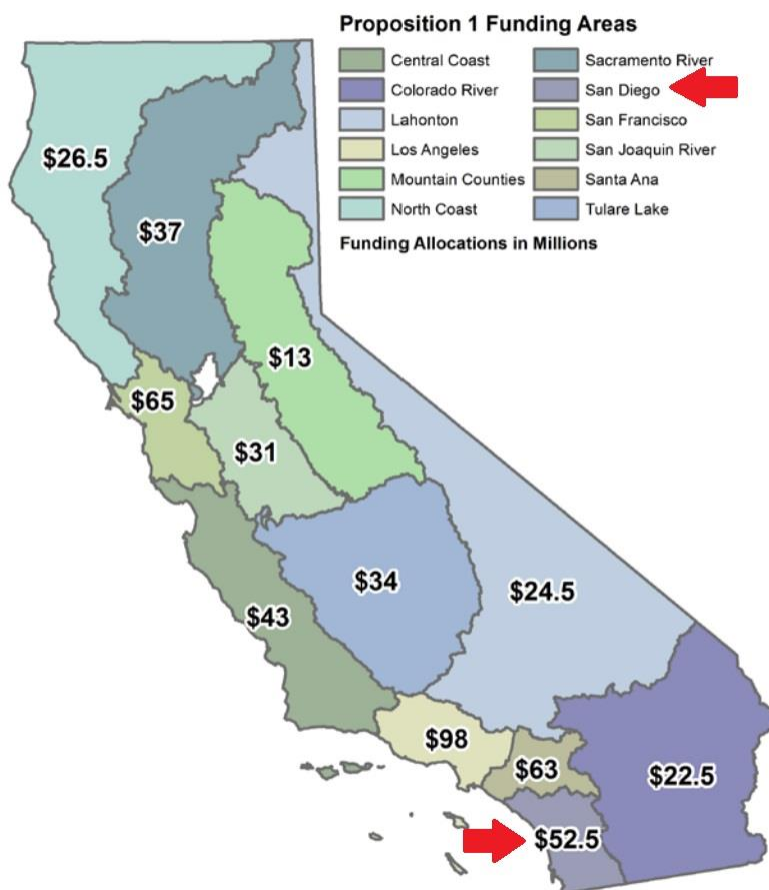 Proposition 1 Funding Areas
Central Coast
Colorado River
Lahonton
Los Angeles
Mountain Counties
North Coast
Sacramento River
San Diego
San Francisco
San Joaquin River
Santa Ana
Tulare Lake
Funding Allocations in Millions
$26.5
$37
$13
$65
$31
$34
$24.5
$43
$98
$63
$22.5
$52.5